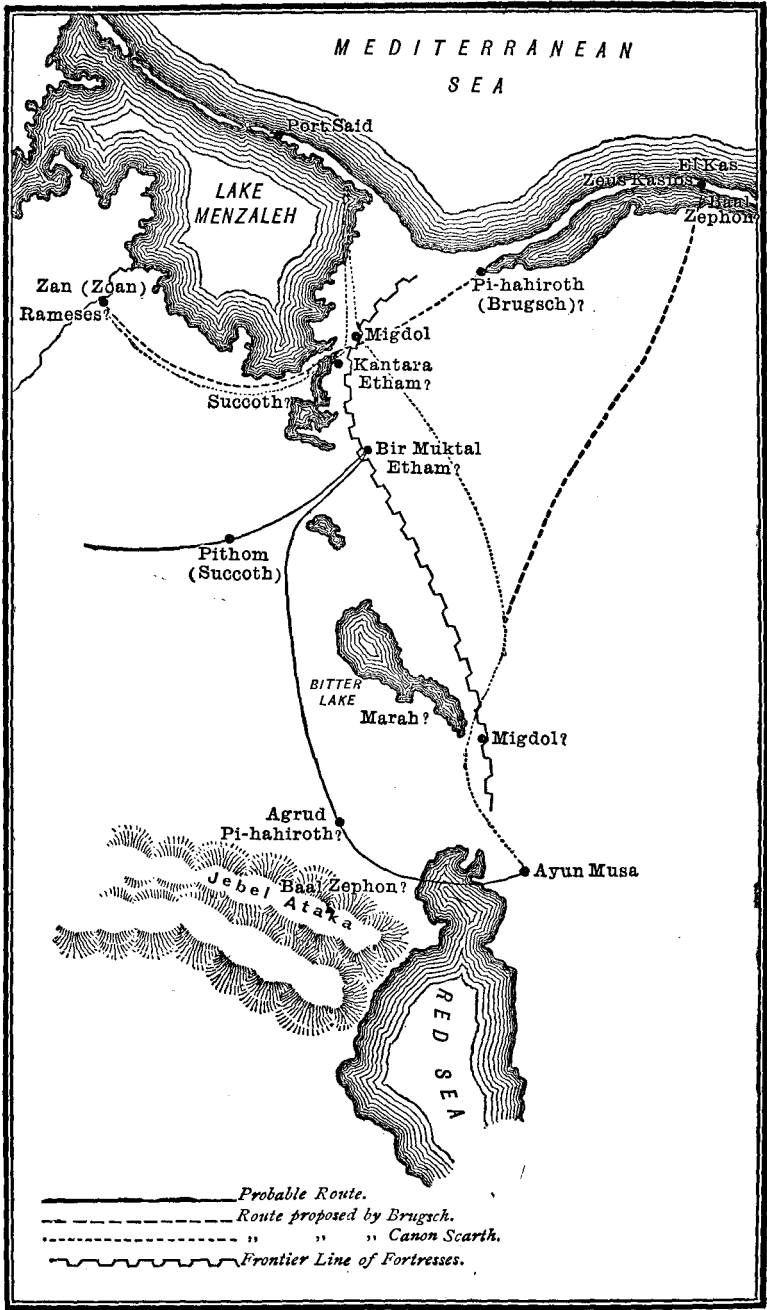 MEDITERRANEAN
SEA
Port Said
El Kas
Zeus Kasios
Baal
Zephon?
LAKE
MENZALEH
Zan (Zoan)
Rameses?
Pi-hahiroth
(Brugsch)?
Migdol
Kantara
Etham?
Succoth?
Bir Muktal
Etham?
Pithom
(Succoth)
BITTER
LAKE
Marah?
Migdol?
Agrud
Pi-hahiroth?
Ayun Musa
Baal Zephon?
Jebel Ataka
RED SEA
Probable Route.
Route proposed by Brugsch.
„ „ „ Canon Scarth.
Frontier Line of Fortresses.